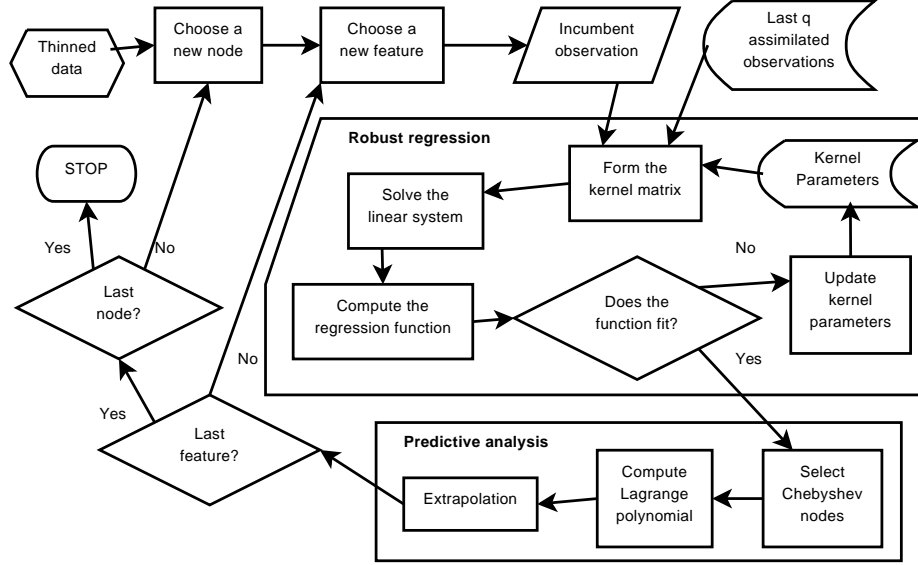 Thinned
data
Choose a
new node
Choose a
new feature
Incumbent
observation
Last q
assimilated
observations
Robust regression
STOP
Solve the
linear system
Form the
kernel matrix
Kernel
Parameters
Yes
No
No
Last
node?
Compute the
regression function
Does the
function fit?
Update
kernel
parameters
No
Yes
Yes
Last
feature?
Predictive analysis
Extrapolation
Compute
Lagrange
polynomial
Select
Chebyshev
nodes